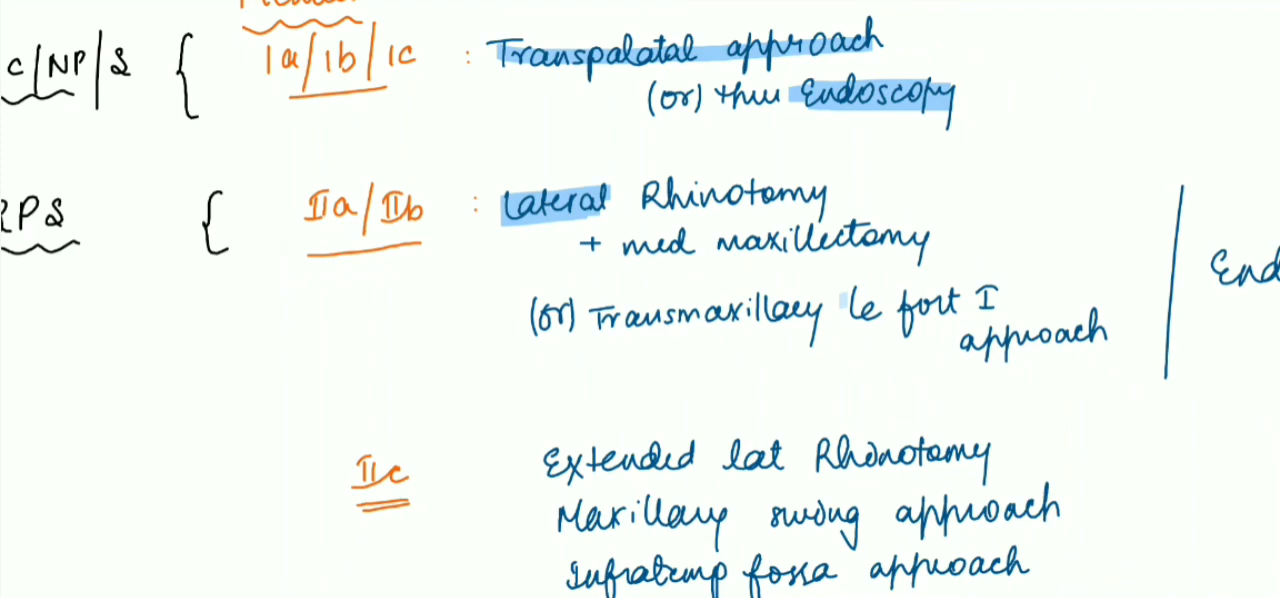 C/NP/S { Ia/Ib/Ic : Transpalatal approach
(or) thru Endoscopy
PS { IIa/IIb : Lateral Rhinotomy
+ med maxillectomy
End
(or) Transmaxillary le fort I
approach
IIc Extended lat Rhinotomy
Maxillary swing approach
Infratemp fossa approach